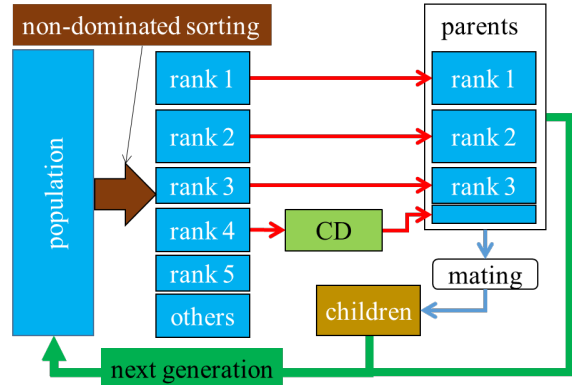 non-dominated sorting
population
rank 1
rank 2
rank 3
rank 4
rank 5
others
CD
parents
rank 1
rank 2
rank 3
mating
children
next generation